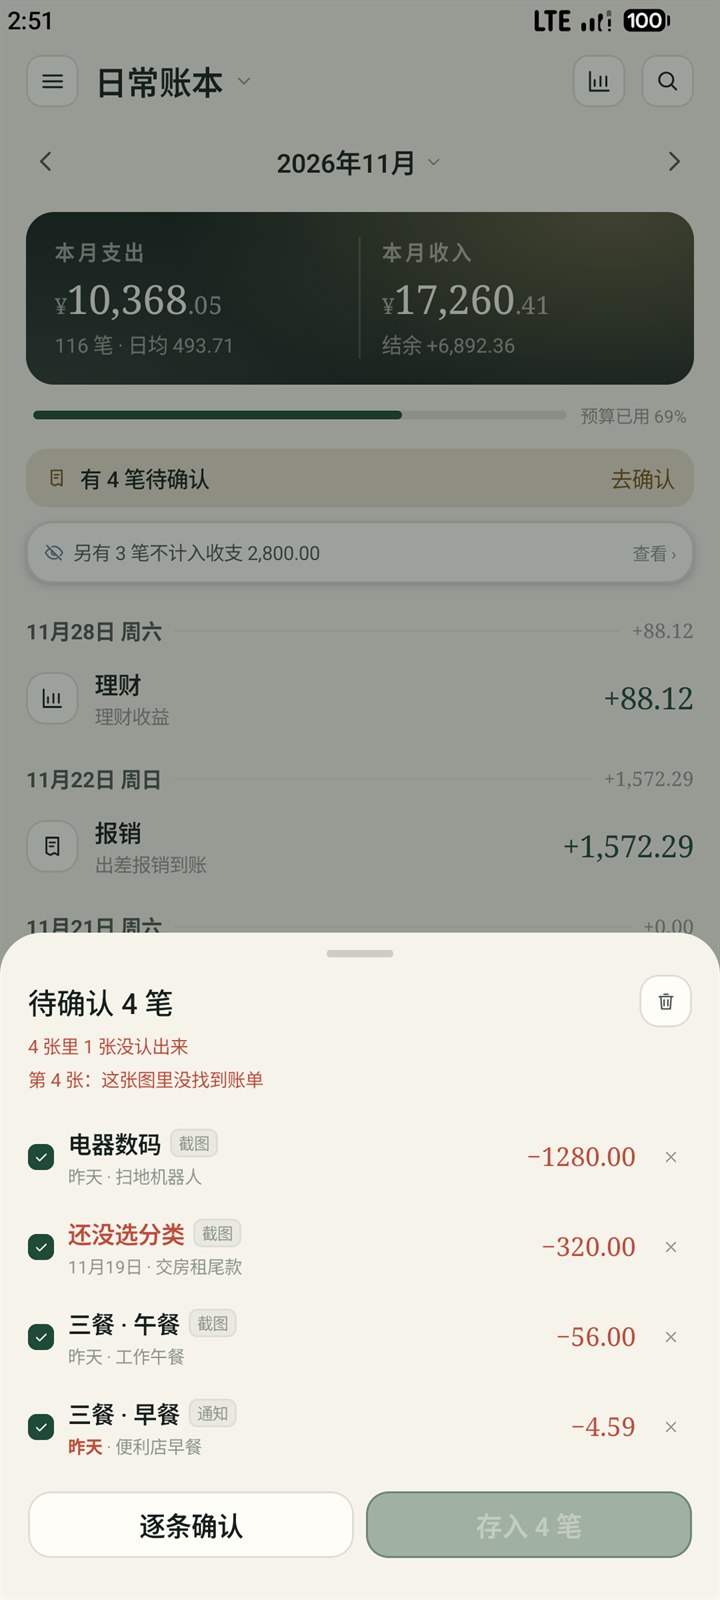 2:51
LTE 100
日常账本
2026年11月
本月支出
¥10,368.05
116 笔 · 日均 493.71
本月收入
¥17,260.41
结余 +6,892.36
预算已用 69%
有 4 笔待确认 去确认
另有 3 笔不计入收支 2,800.00 查看 ›
11月28日 周六 +88.12
理财
理财收益
+88.12
11月22日 周日 +1,572.29
报销
出差报销到账
+1,572.29
11月21日 周六 +0.00
待确认 4 笔
4 张里 1 张没认出来
第 4 张：这张图里没找到账单
电器数码 截图
昨天 · 扫地机器人
−1280.00 ×
还没选分类 截图
11月19日 · 交房租尾款
−320.00 ×
三餐 · 午餐 截图
昨天 · 工作午餐
−56.00 ×
三餐 · 早餐 通知
昨天 · 便利店早餐
−4.59 ×
逐条确认
存入 4 笔